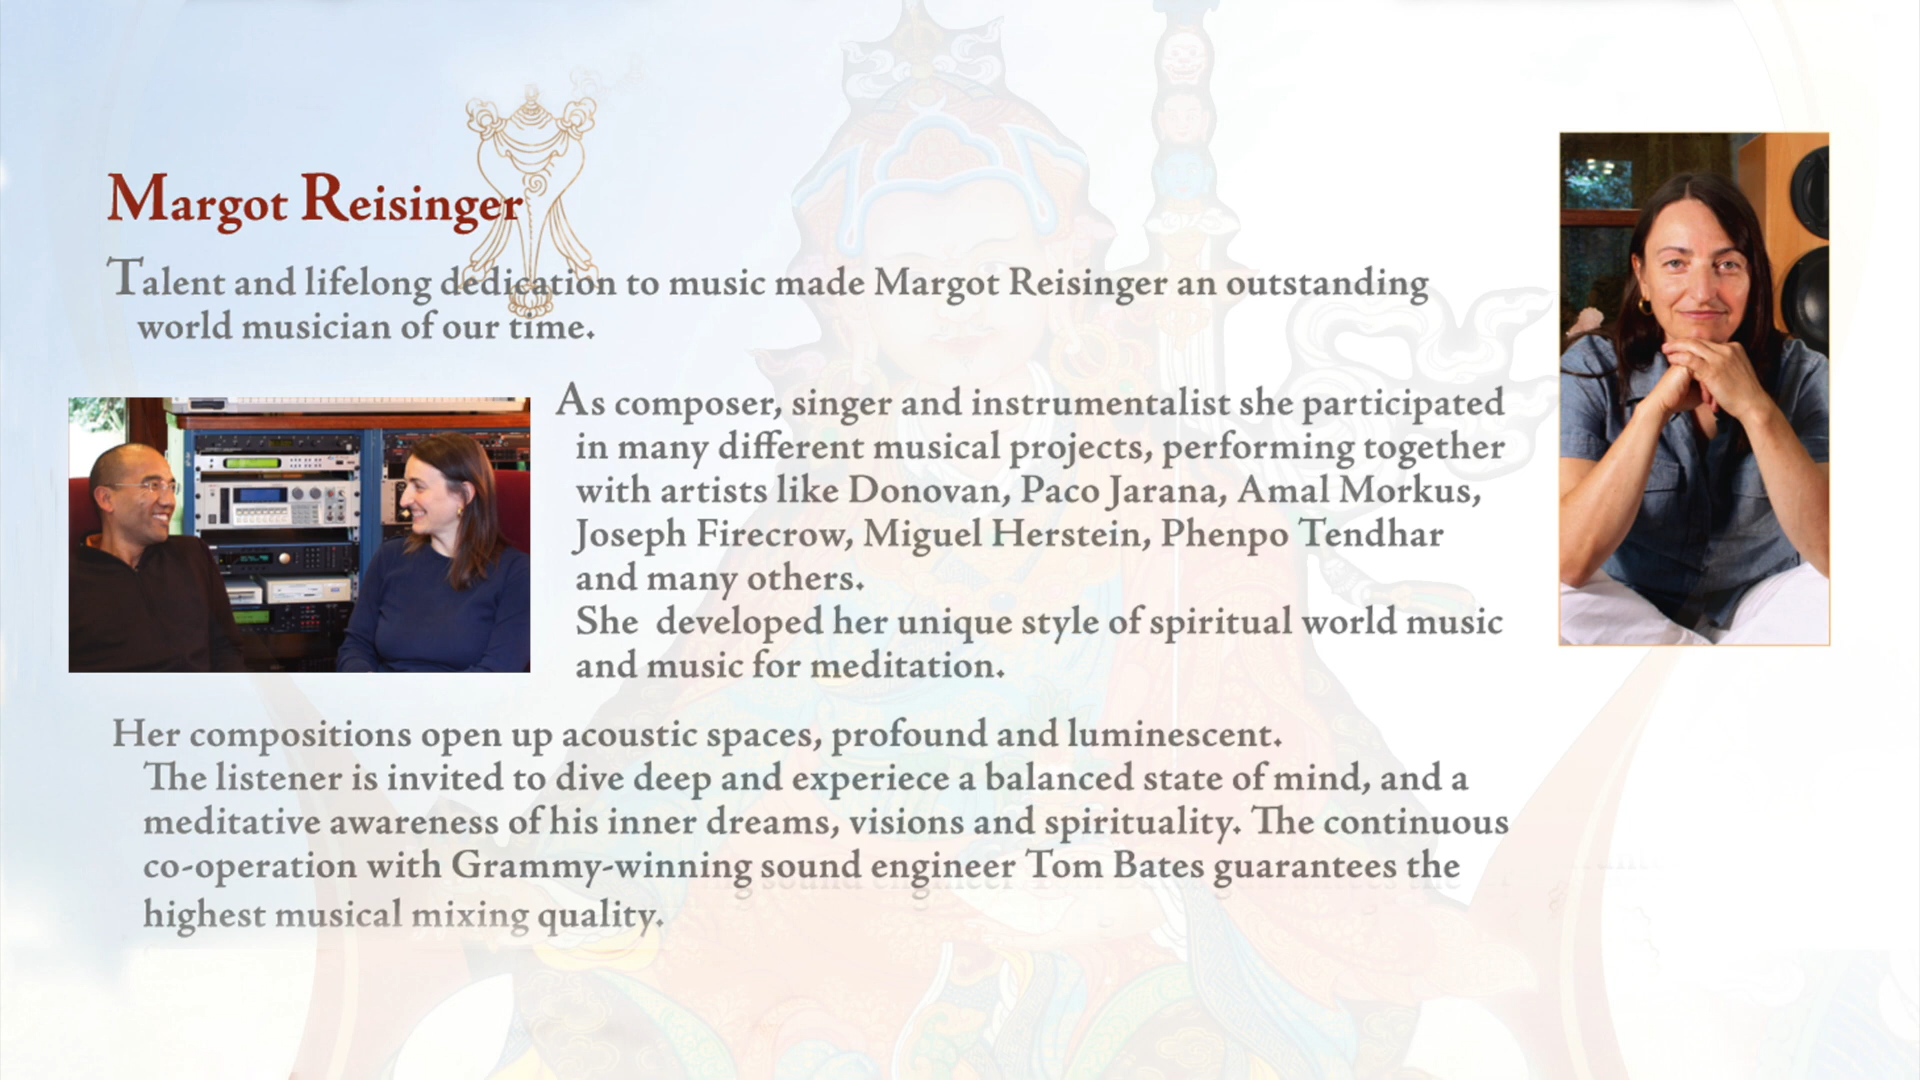 Margot Reisinger
Talent and lifelong dedication to music made Margot Reisinger an outstanding
world musician of our time.
As composer, singer and instrumentalist she participated
in many different musical projects, performing together
with artists like Donovan, Paco Jarana, Amal Morkus,
Joseph Firecrow, Miguel Herstein, Phenpo Tendhar
and many others.
She developed her unique style of spiritual world music
and music for meditation.
Her compositions open up acoustic spaces, profound and luminescent.
The listener is invited to dive deep and experiece a balanced state of mind, and a
meditative awareness of his inner dreams, visions and spirituality. The continuous
co-operation with Grammy-winning sound engineer Tom Bates guarantees the
highest musical mixing quality.